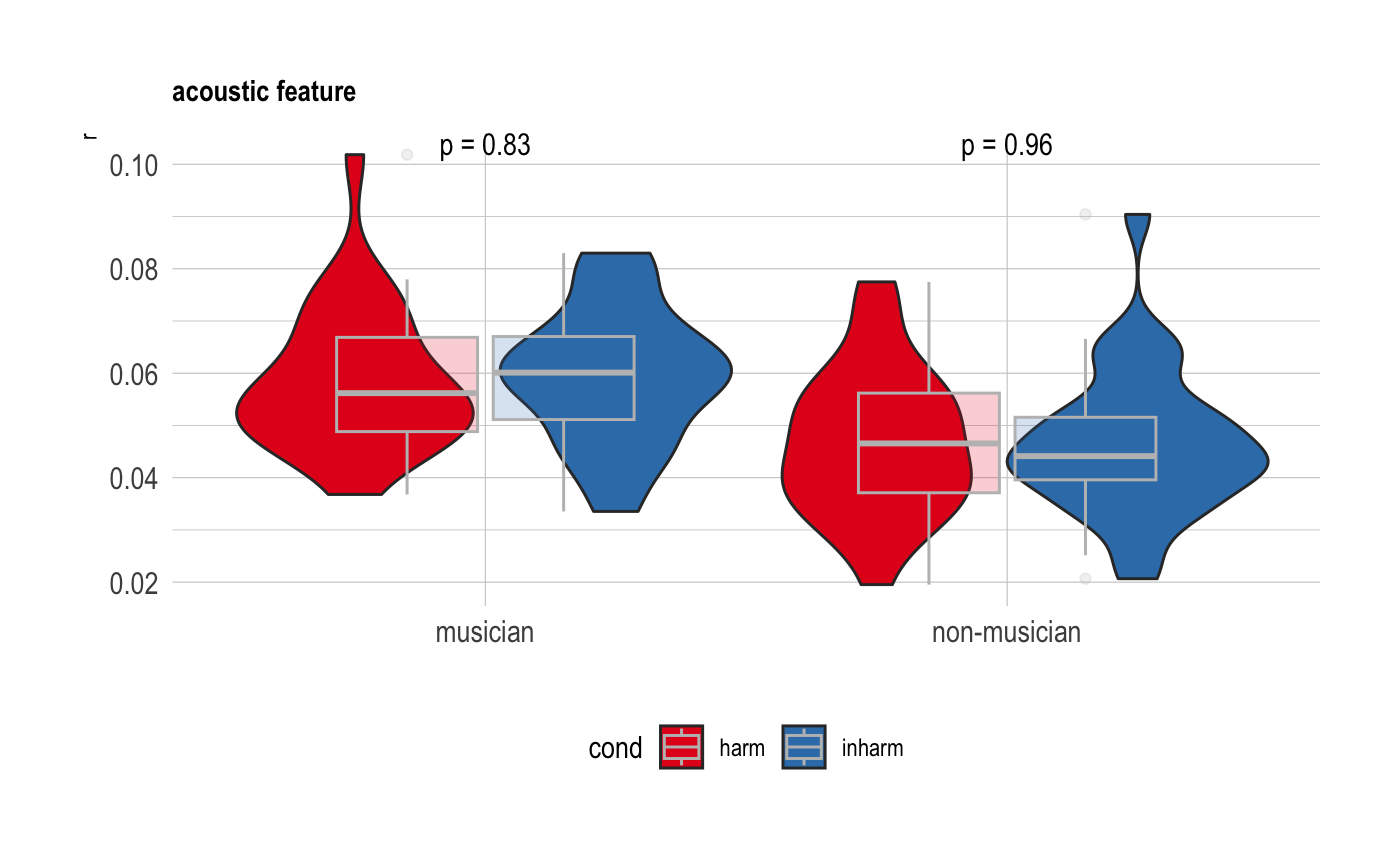 acoustic feature
r
p = 0.83
p = 0.96
0.10
0.08
0.06
0.04
0.02
musician
non-musician
cond
harm
inharm